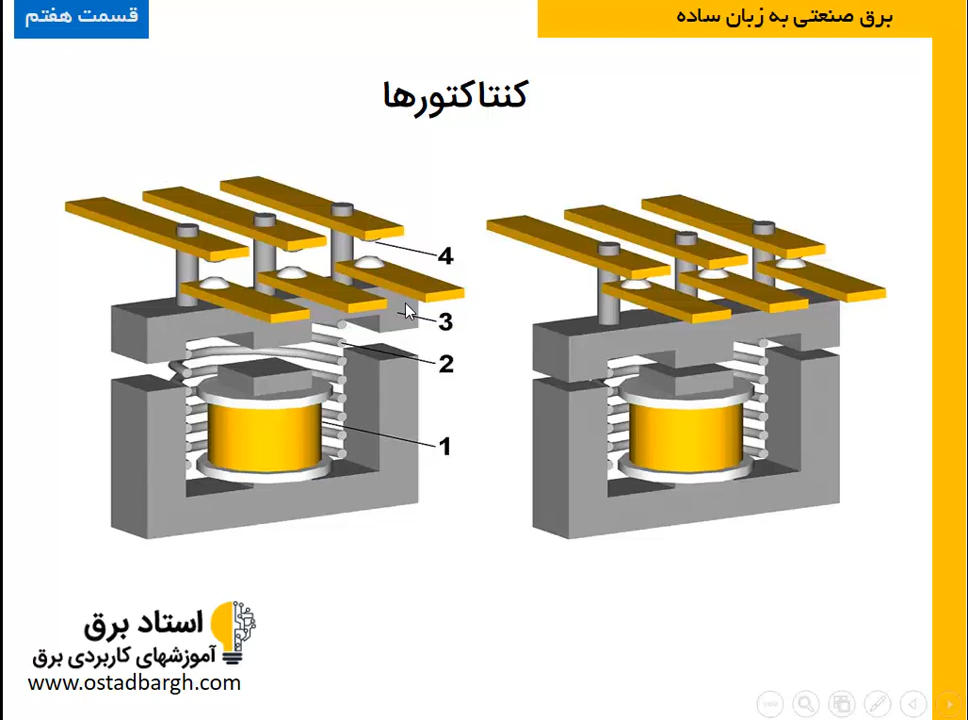 قسمت هفتم
برق صنعتی به زبان ساده
کنتاکتورها
4
3
2
1
استاد برق
آموزشهای کاربردی برق
www.ostadbargh.com